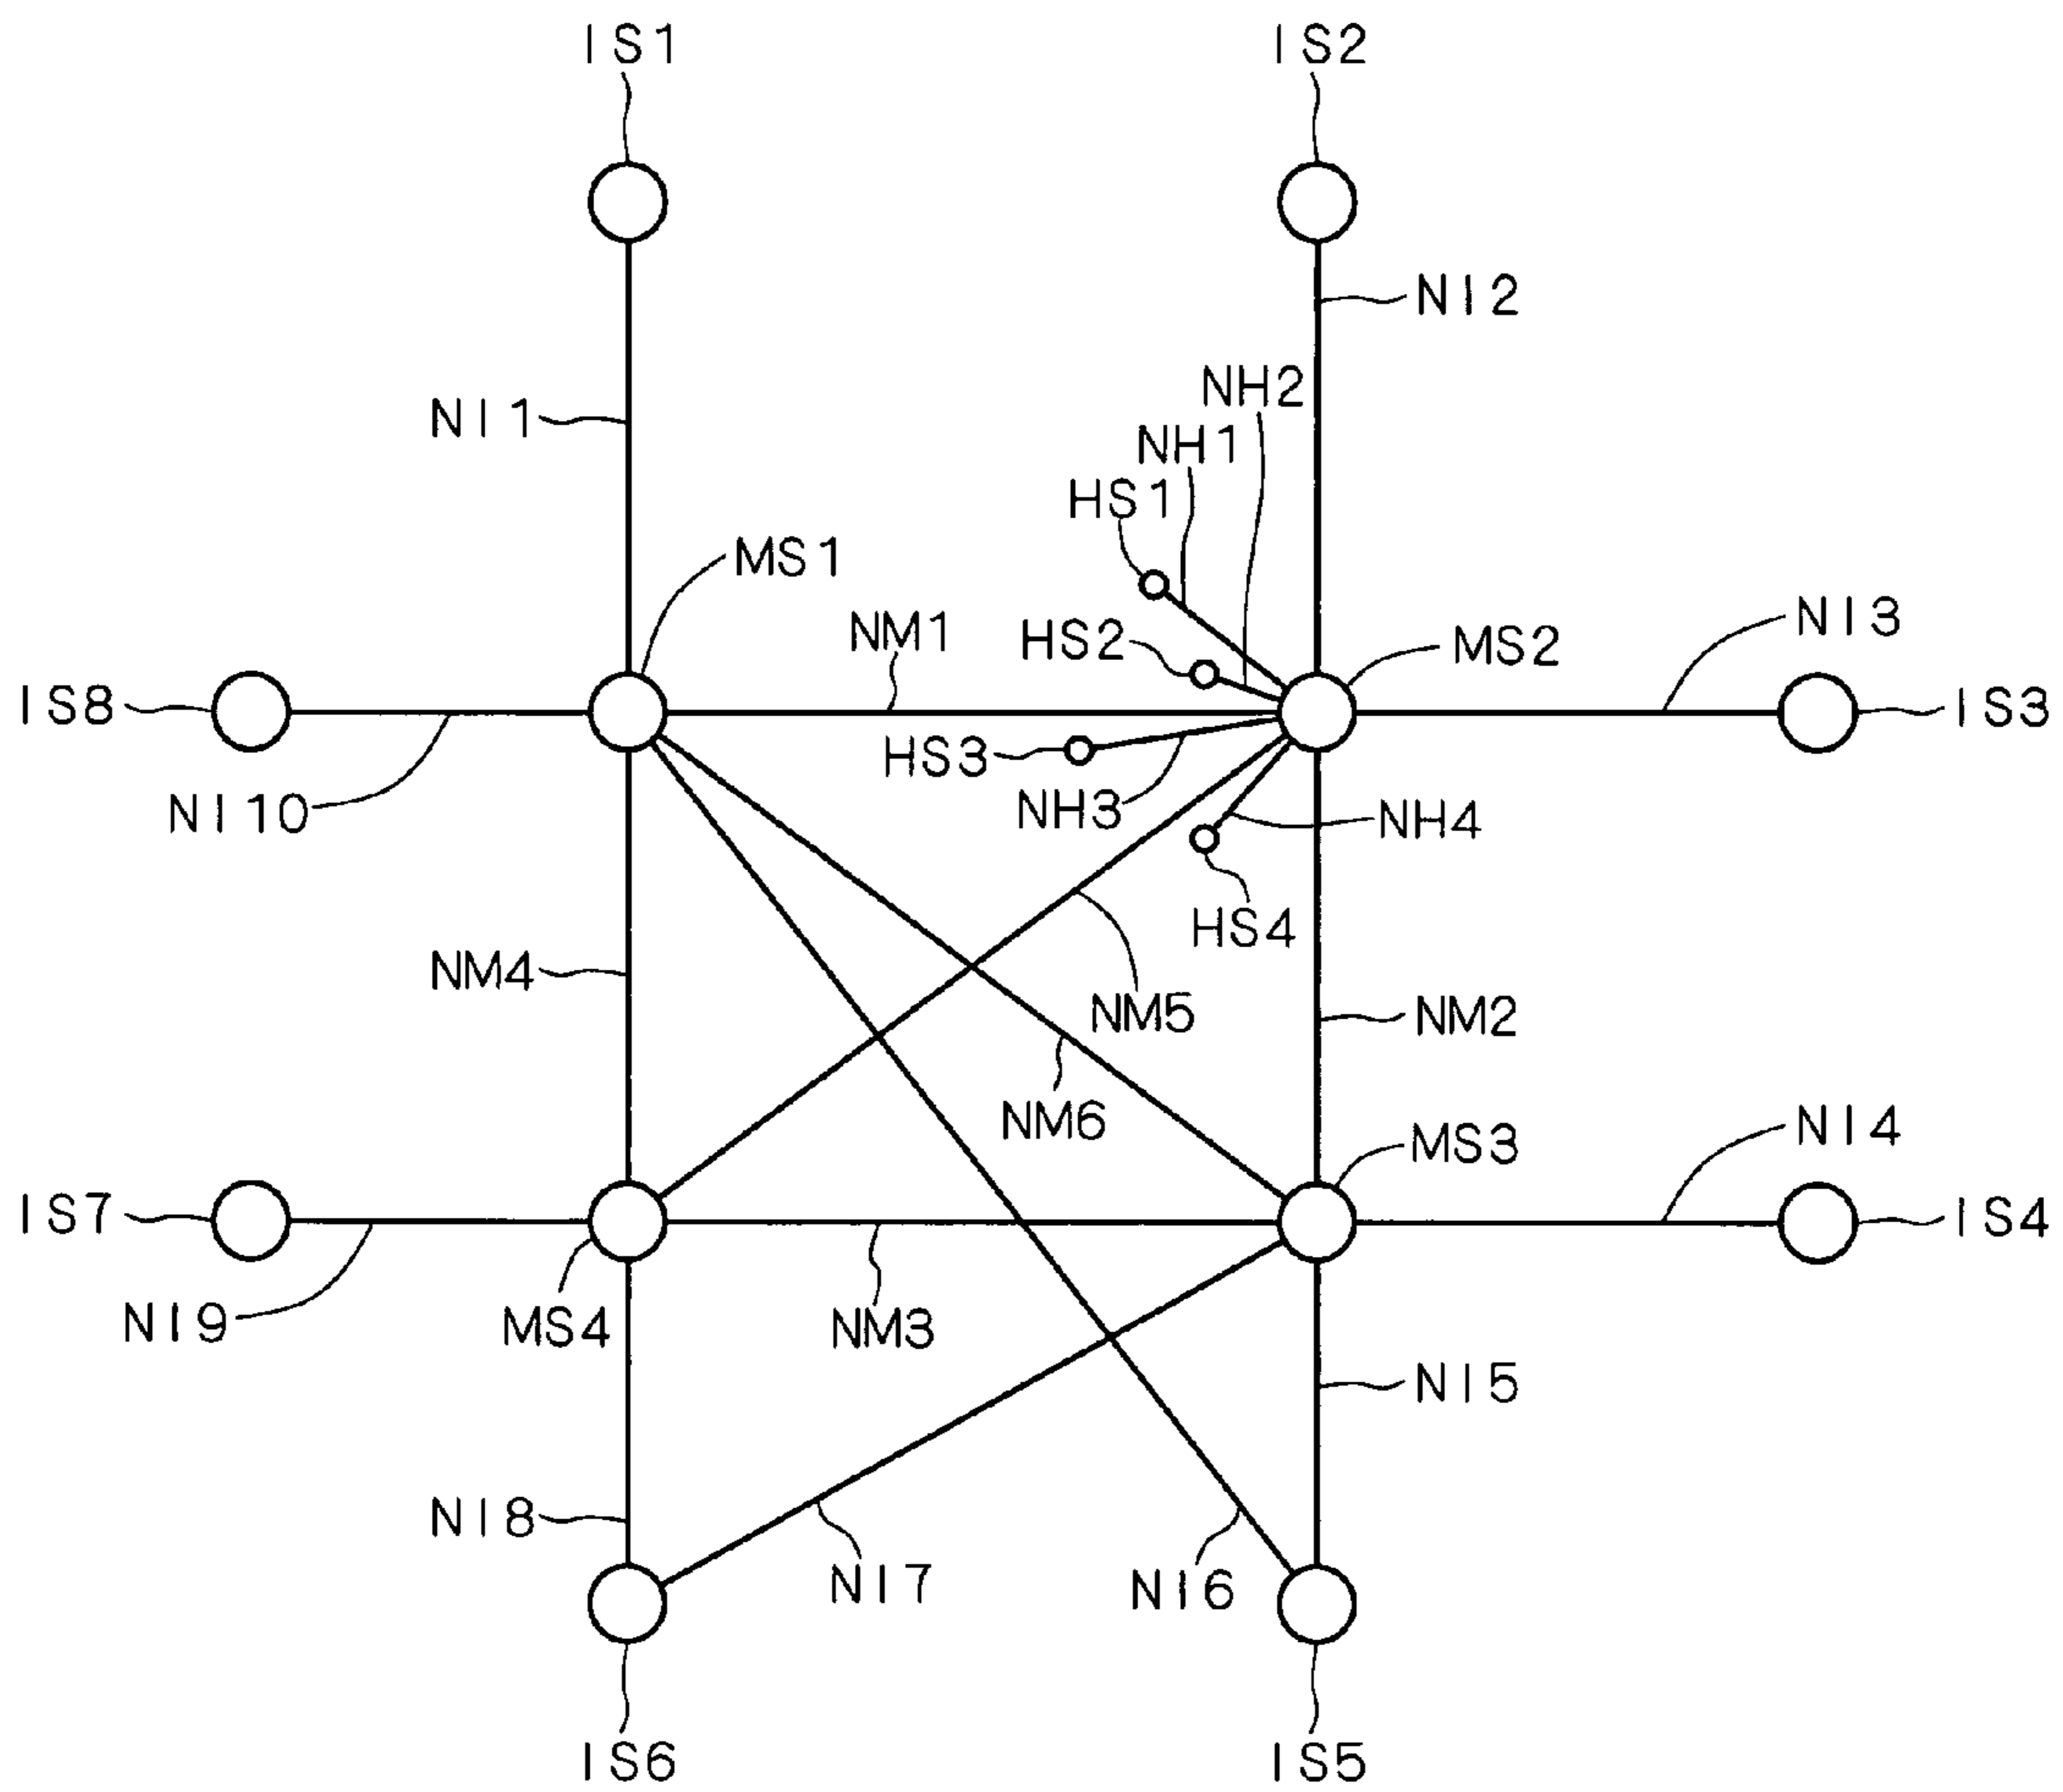 IS1
IS2
NI2
NH2
NI1
NH1
HS1
MS1
NM1
NI3
HS2
MS2
IS8
IS3
HS3
NI10
NH3
NH4
HS4
NM4
NM5
NM2
NM6
NI4
MS3
IS7
IS4
NI9
MS4
NM3
NI5
NI8
NI7
NI6
IS6
IS5